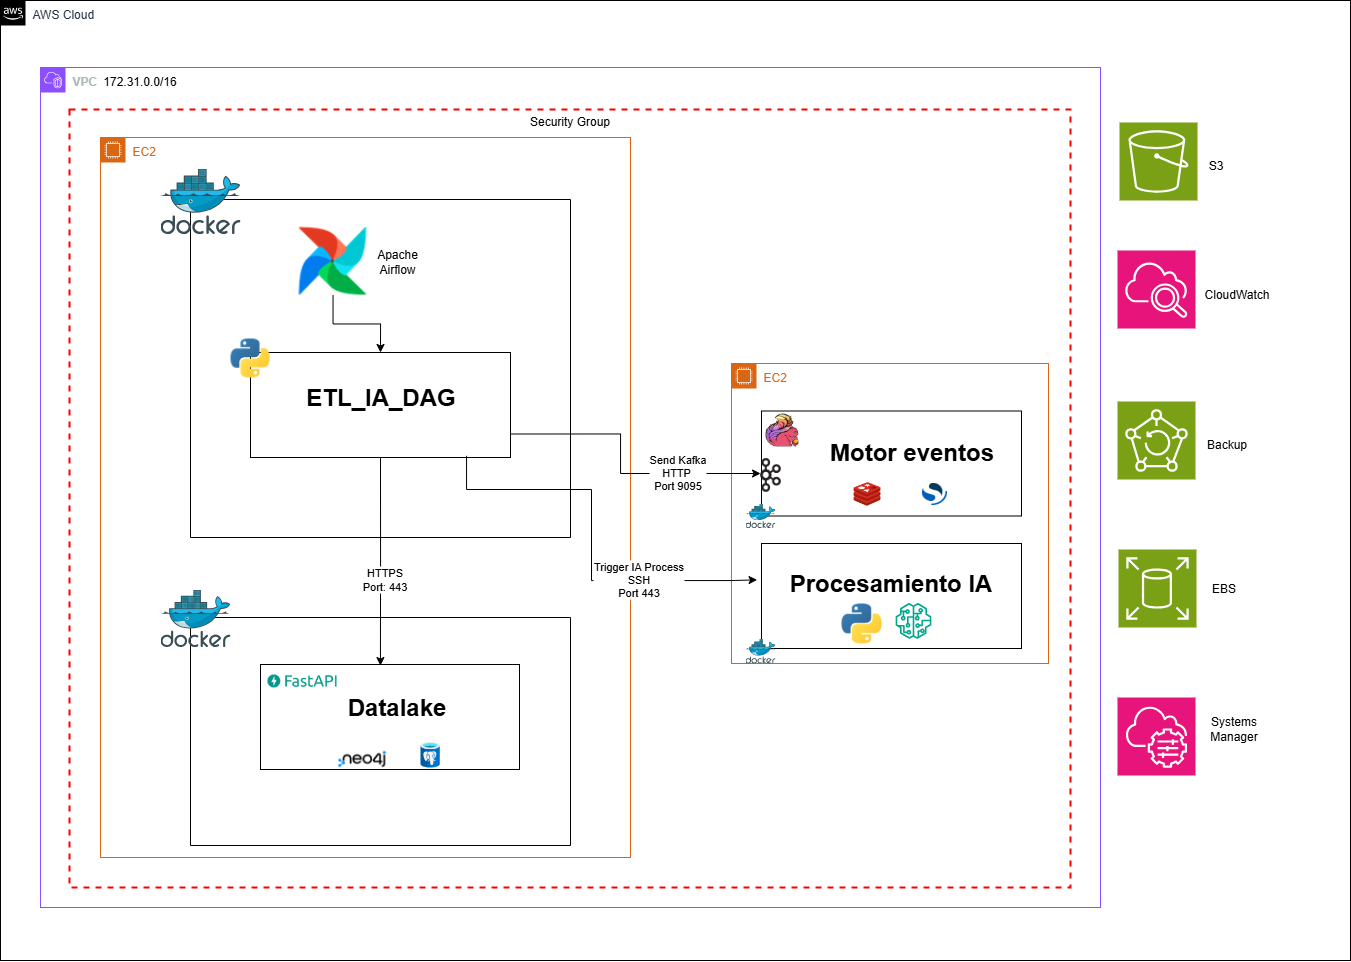 aws
AWS Cloud
VPC 172.31.0.0/16
Security Group
EC2
docker
Apache
Airflow
ETL_IA_DAG
HTTPS
Port: 443
docker
FastAPI
Datalake
neo4j
Send Kafka
HTTP
Port 9095
Trigger IA Process
SSH
Port 443
EC2
Motor eventos
docker
Procesamiento IA
docker
S3
CloudWatch
Backup
EBS
Systems
Manager